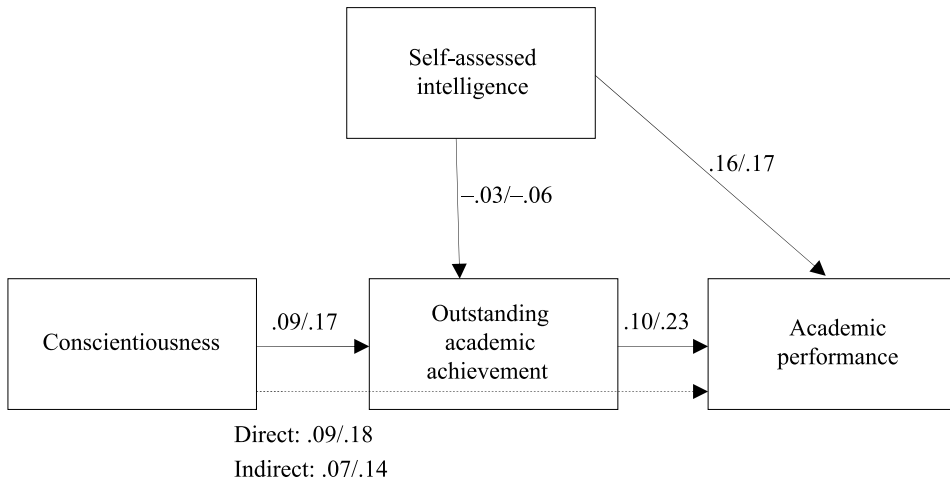 Self-assessed
intelligence
.16/.17
–.03/–.06
Conscientiousness
.09/.17
Outstanding
academic
achievement
.10/.23
Academic
performance
Direct: .09/.18
Indirect: .07/.14